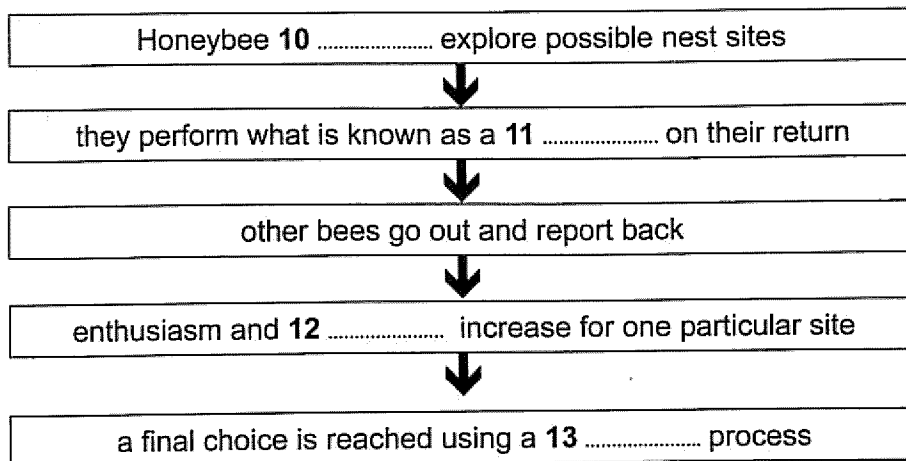 Honeybee 10 ...................... explore possible nest sites
they perform what is known as a 11 ...................... on their return
other bees go out and report back
enthusiasm and 12 ...................... increase for one particular site
a final choice is reached using a 13 ...................... process